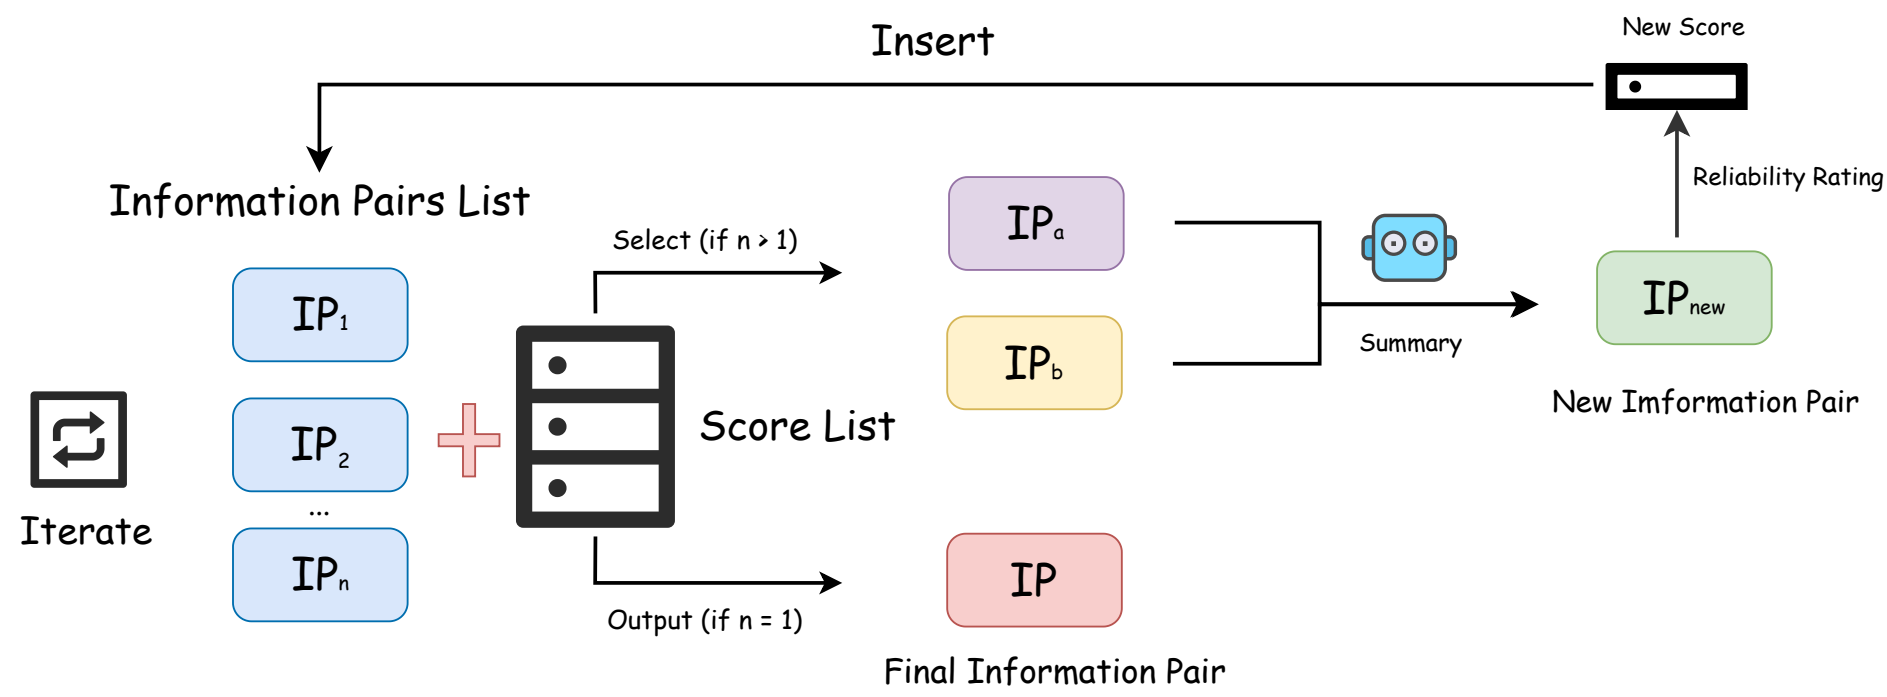 New Score
Insert
Reliability Rating
Information Pairs List
Select (if n > 1)
IPa
IP1
IPnew
Summary
IPb
New Imformation Pair
Score List
IP2
...
Iterate
IPn
IP
Output (if n = 1)
Final Information Pair